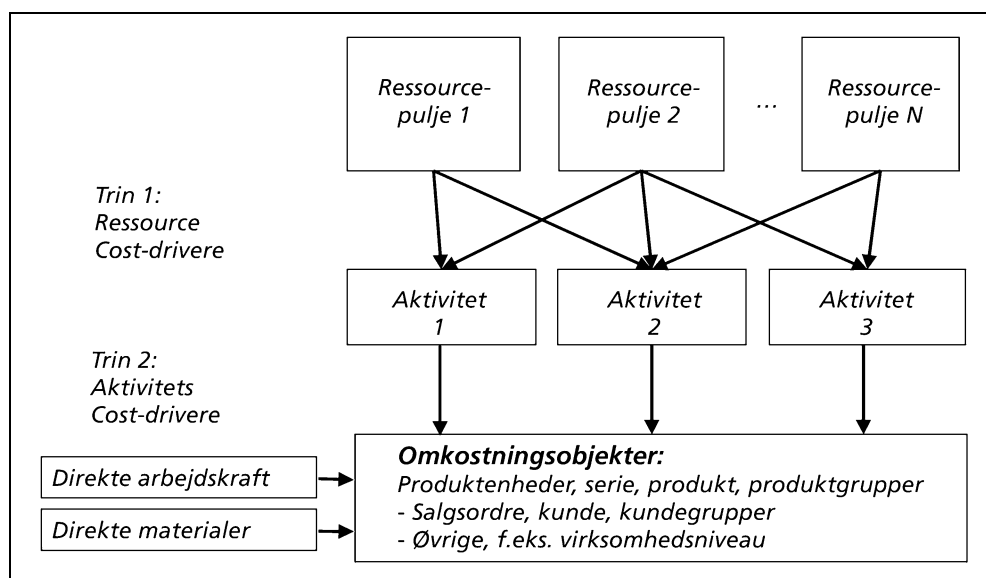 Ressource-
pulje 1
Ressource-
pulje 2
...
Ressource-
pulje N
Trin 1:
Ressource
Cost-drivere
Aktivitet
1
Aktivitet
2
Aktivitet
3
Trin 2:
Aktivitets
Cost-drivere
Direkte arbejdskraft
Direkte materialer
Omkostningsobjekter:
Produktenheder, serie, produkt, produktgrupper
- Salgsordre, kunde, kundegrupper
- Øvrige, f.eks. virksomhedsniveau